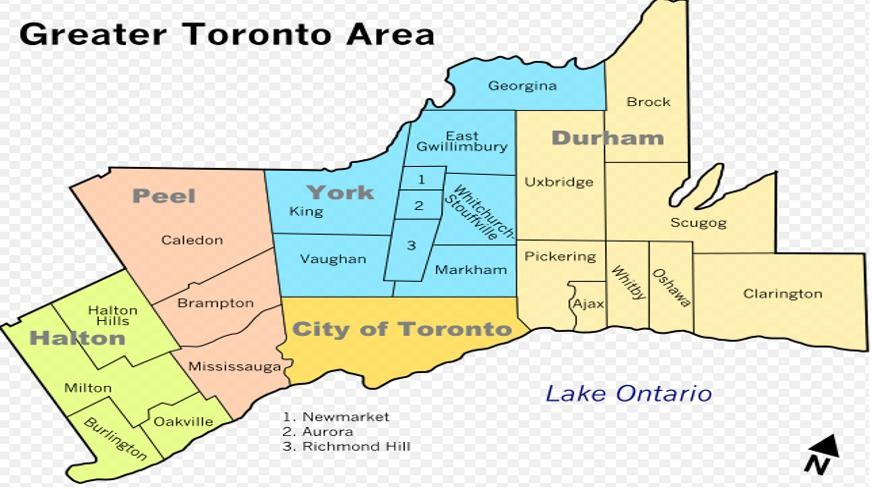 Greater Toronto Area
Georgina
Brock
East
Gwillimbury
Durham
1
Uxbridge
Peel
York
King
2
Whitchurch-
Stouffville
Scugog
Caledon
3
Vaughan
Markham
Pickering
Whitby
Oshawa
Clarington
Ajax
Brampton
Halton
Hills
Halton
City of Toronto
Mississauga
Milton
Lake Ontario
Oakville
Burlington
1. Newmarket
2. Aurora
3. Richmond Hill
N